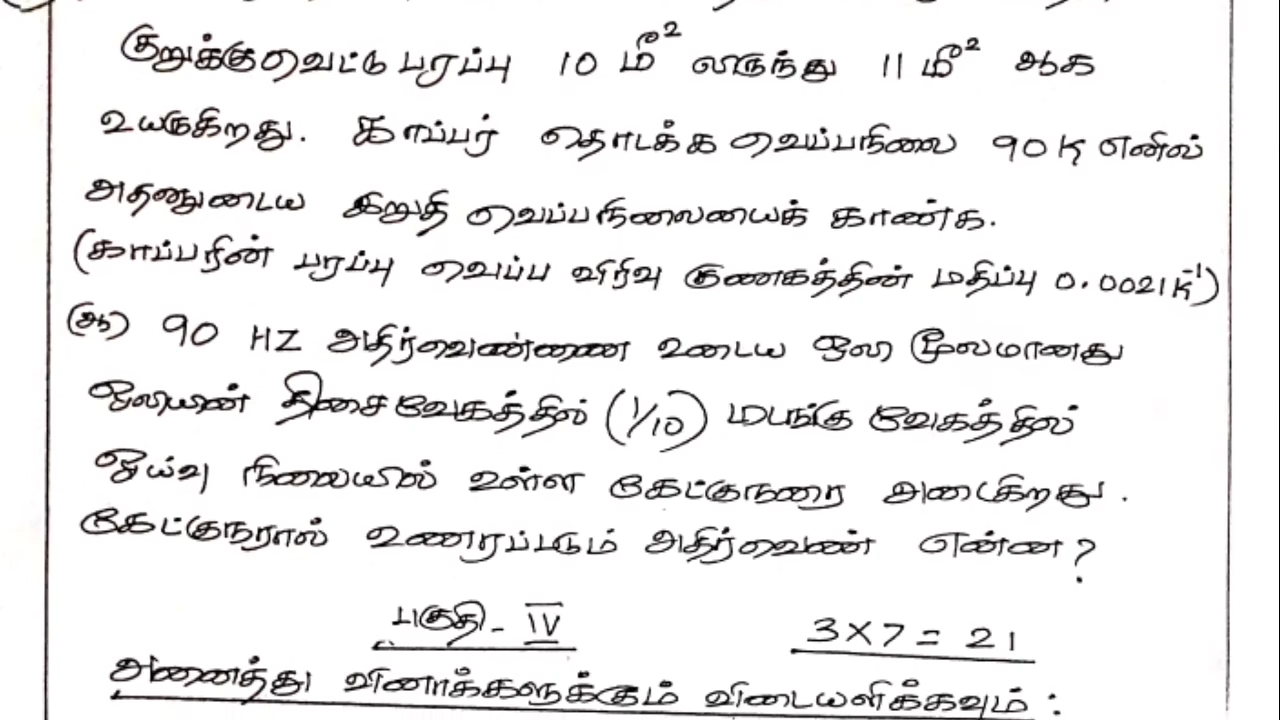 குறுக்குவெட்டு பரப்பு 10 மீ² லிருந்து 11 மீ² ஆக
உயருகிறது. காப்பர் தொடக்க வெப்பநிலை 90 K எனில்
அதனுடைய இறுதி வெப்பநிலையைக் காண்க.
(காப்பரின் பரப்பு வெப்ப விரிவு குணகத்தின் மதிப்பு 0.0021 K⁻¹)
(ஆ) 90 HZ அதிர்வெண்ணை உடைய ஒலி மூலமானது
ஒலியின் திசைவேகத்தில் (1/10) மடங்கு வேகத்தில்
ஓய்வு நிலையில் உள்ள கேட்குநரை அடைகிறது.
கேட்குநரால் உணரப்படும் அதிர்வெண் என்ன?
பகுதி - IV 3 X 7 = 21
அனைத்து வினாக்களுக்கும் விடையளிக்கவும் :